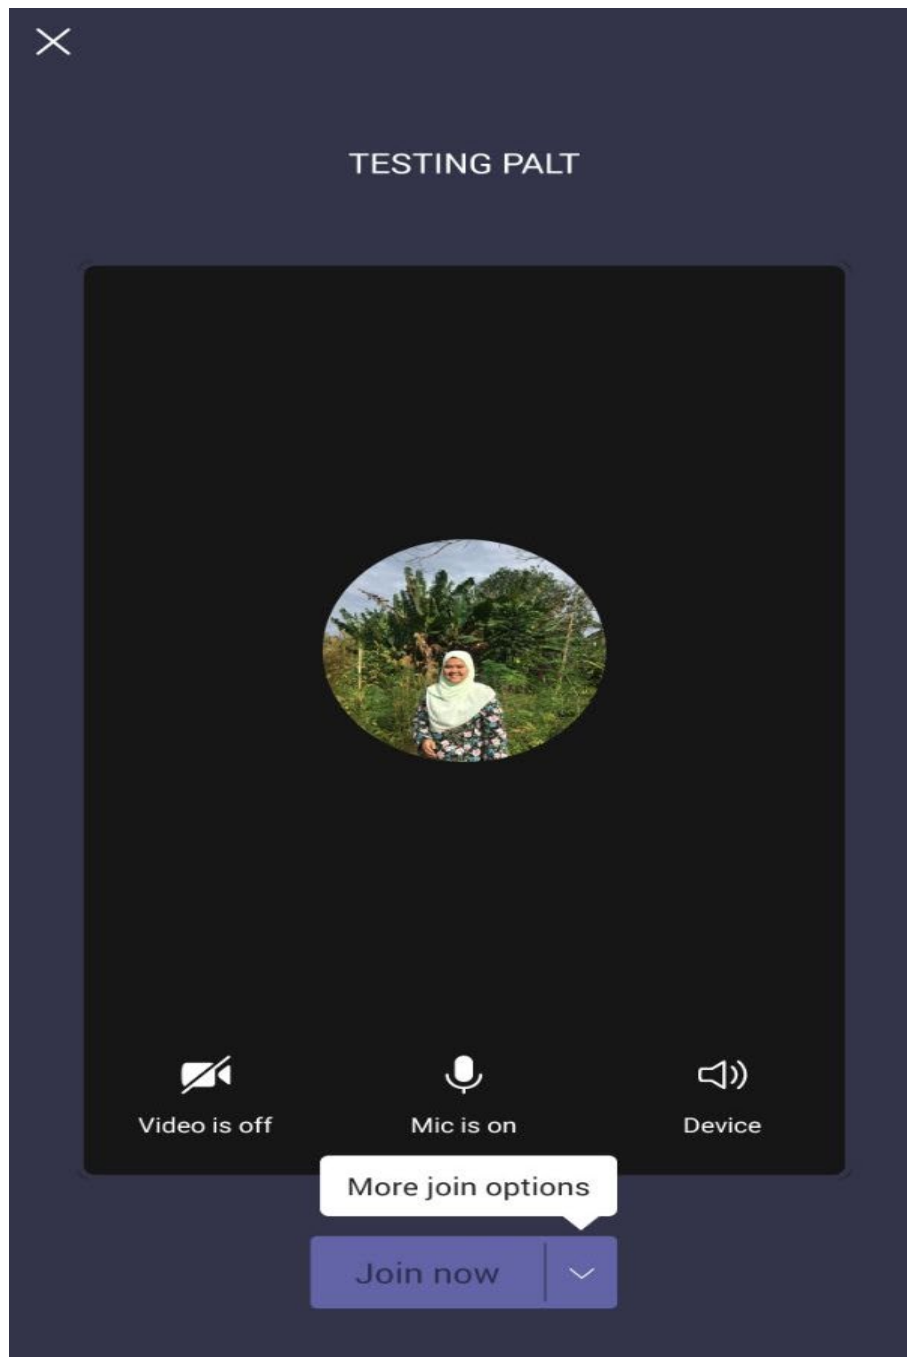 TESTING PALT
Video is off
Mic is on
Device
More join options
Join now